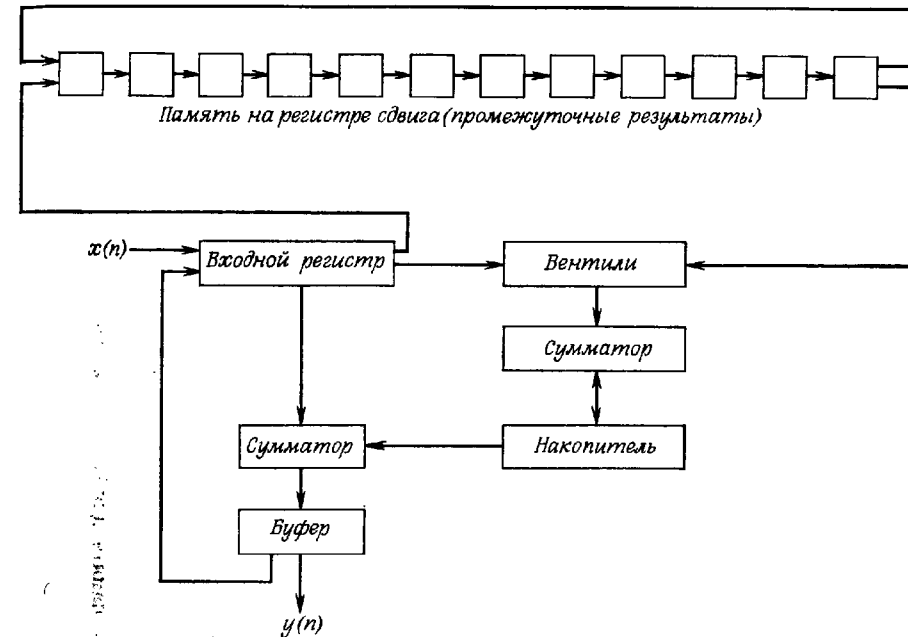 Память на регистре сдвига (промежуточные результаты)
x(n)
Входной регистр
Вентили
Сумматор
Сумматор
Накопитель
Буфер
y(n)